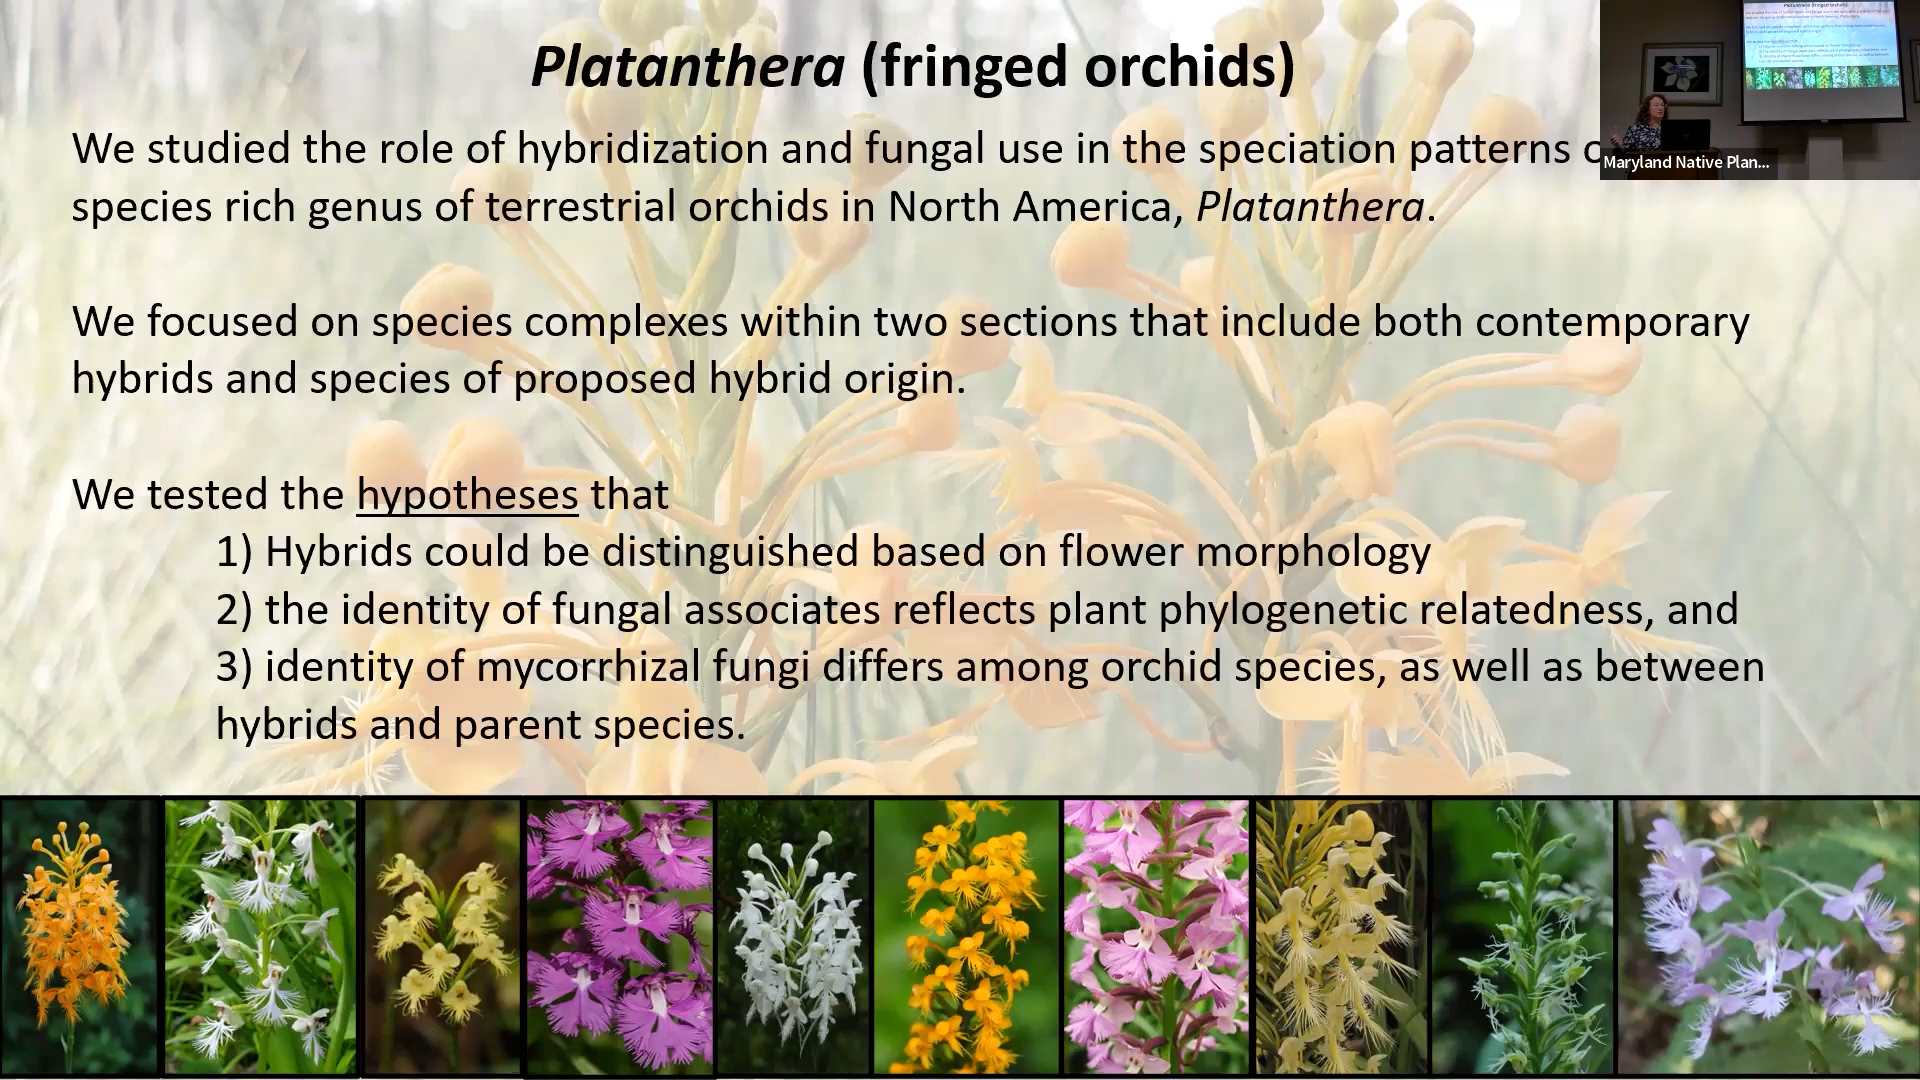 Platanthera (fringed orchids)
We studied the role of hybridization and fungal use in the speciation patterns
species rich genus of terrestrial orchids in North America, Platanthera.
We focused on species complexes within two sections that include both contemporary
hybrids and species of proposed hybrid origin.
We tested the hypotheses that
1) Hybrids could be distinguished based on flower morphology
2) the identity of fungal associates reflects plant phylogenetic relatedness, and
3) identity of mycorrhizal fungi differs among orchid species, as well as between
hybrids and parent species.
Maryland Native Plan...